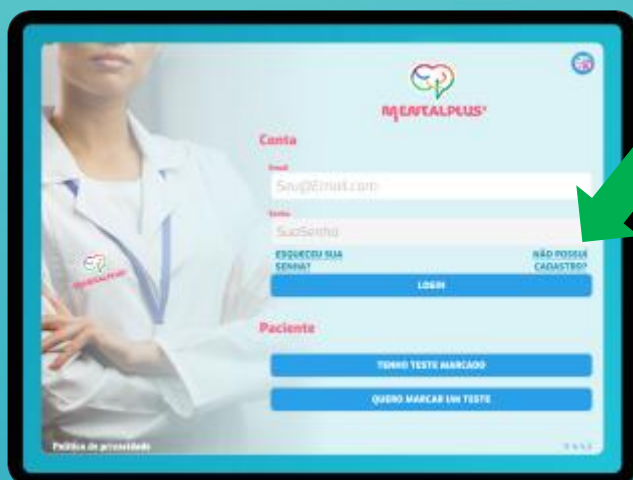 MENTALPLUS®
Conta
Email
Seu@Email.com
Senha
SuaSenha
ESQUECEU SUA
SENHA?
NÃO POSSUI
CADASTRO?
LOGIN
Paciente
TENHO TESTE MARCADO
QUERO MARCAR UM TESTE
MENTALPLUS
Política de privacidade